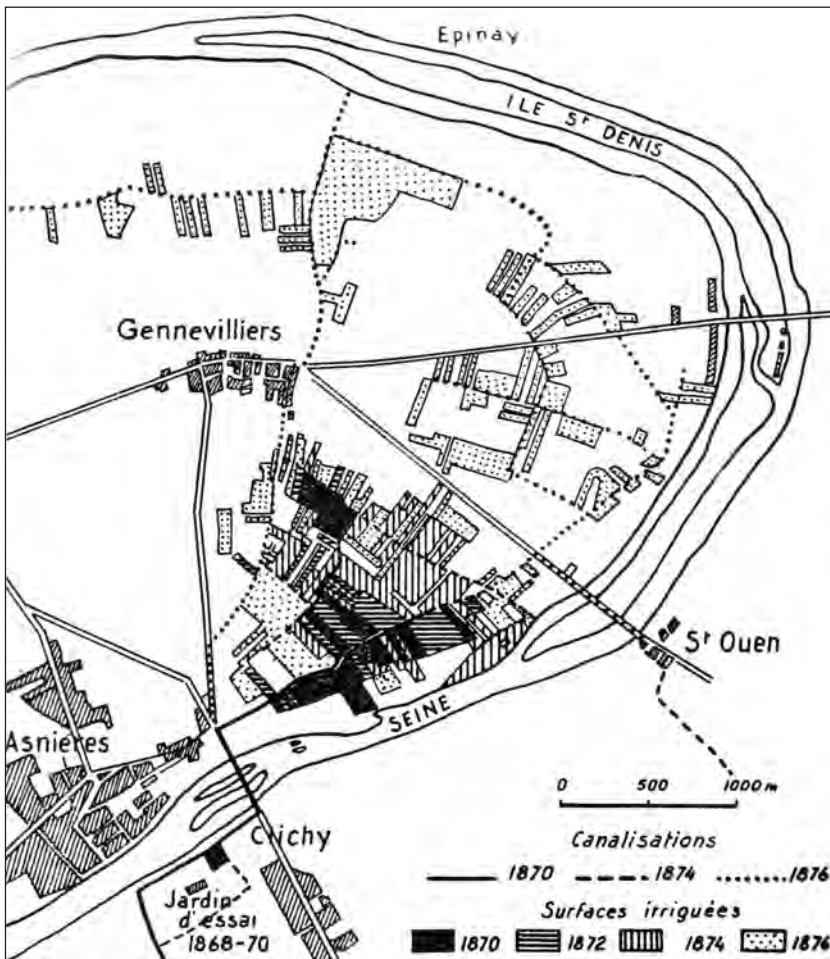 Epinay
ILE St DENIS
Gennevilliers
St Ouen
SEINE
Asnières
Clichy
Jardin
d'essai
1868-70
0 500 1000 m
Canalisations
1870 1874 1876
Surfaces irriguées
1870 1872 1874 1876